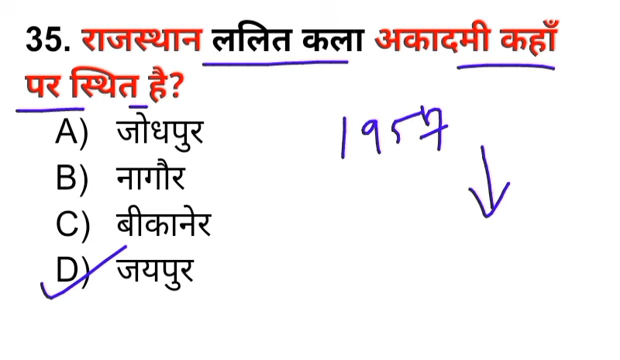 35. राजस्थान ललित कला अकादमी कहाँ
पर स्थित है?
A) जोधपुर
1957
B) नागौर
C) बीकानेर
D) जयपुर